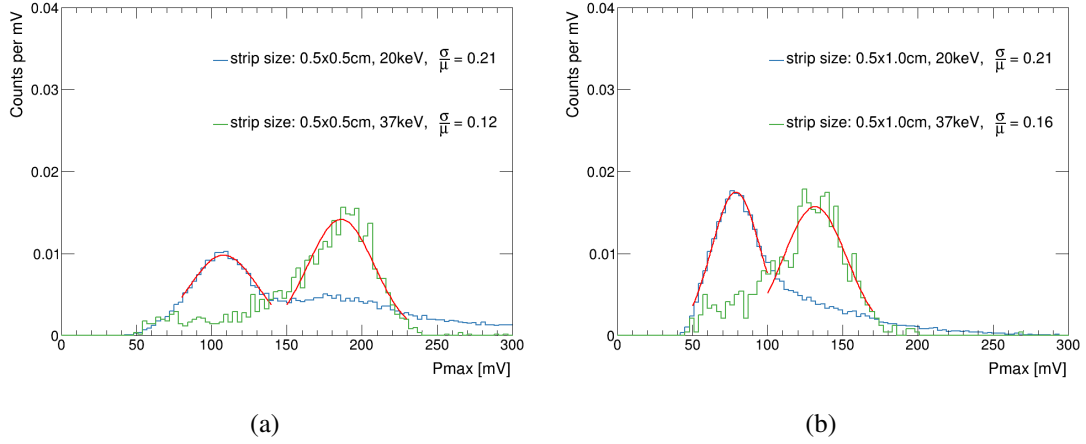 Counts per mV
0.04
0.03
0.02
0.01
0
strip size: 0.5x0.5cm, 20keV, σ/μ = 0.21
strip size: 0.5x0.5cm, 37keV, σ/μ = 0.12
0 50 100 150 200 250 300
Pmax [mV]
(a)
Counts per mV
0.04
0.03
0.02
0.01
0
strip size: 0.5x1.0cm, 20keV, σ/μ = 0.21
strip size: 0.5x1.0cm, 37keV, σ/μ = 0.16
0 50 100 150 200 250 300
Pmax [mV]
(b)